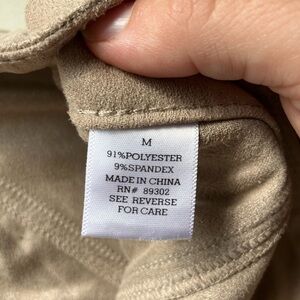 M
91%POLYESTER
9%SPANDEX
MADE IN CHINA
RN# 89302
SEE REVERSE
FOR CARE